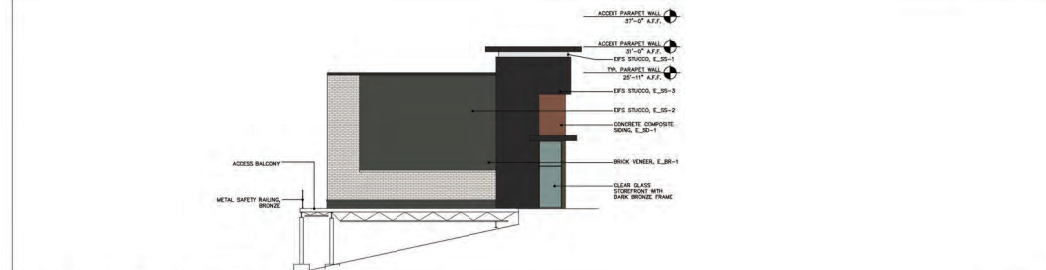 ACCENT PARAPET WALL
37'-0" A.F.F.
ACCENT PARAPET WALL
31'-0" A.F.F.
EIFS STUCCO, E_SS-1
TYP. PARAPET WALL
25'-11" A.F.F.
EIFS STUCCO, E_SS-3
EIFS STUCCO, E_SS-2
CONCRETE COMPOSITE
SIDING, E_SD-1
BRICK VENEER, E_BR-1
CLEAR GLASS
STOREFRONT WITH
DARK BRONZE FRAME
ACCESS BALCONY
METAL SAFETY RAILING,
BRONZE